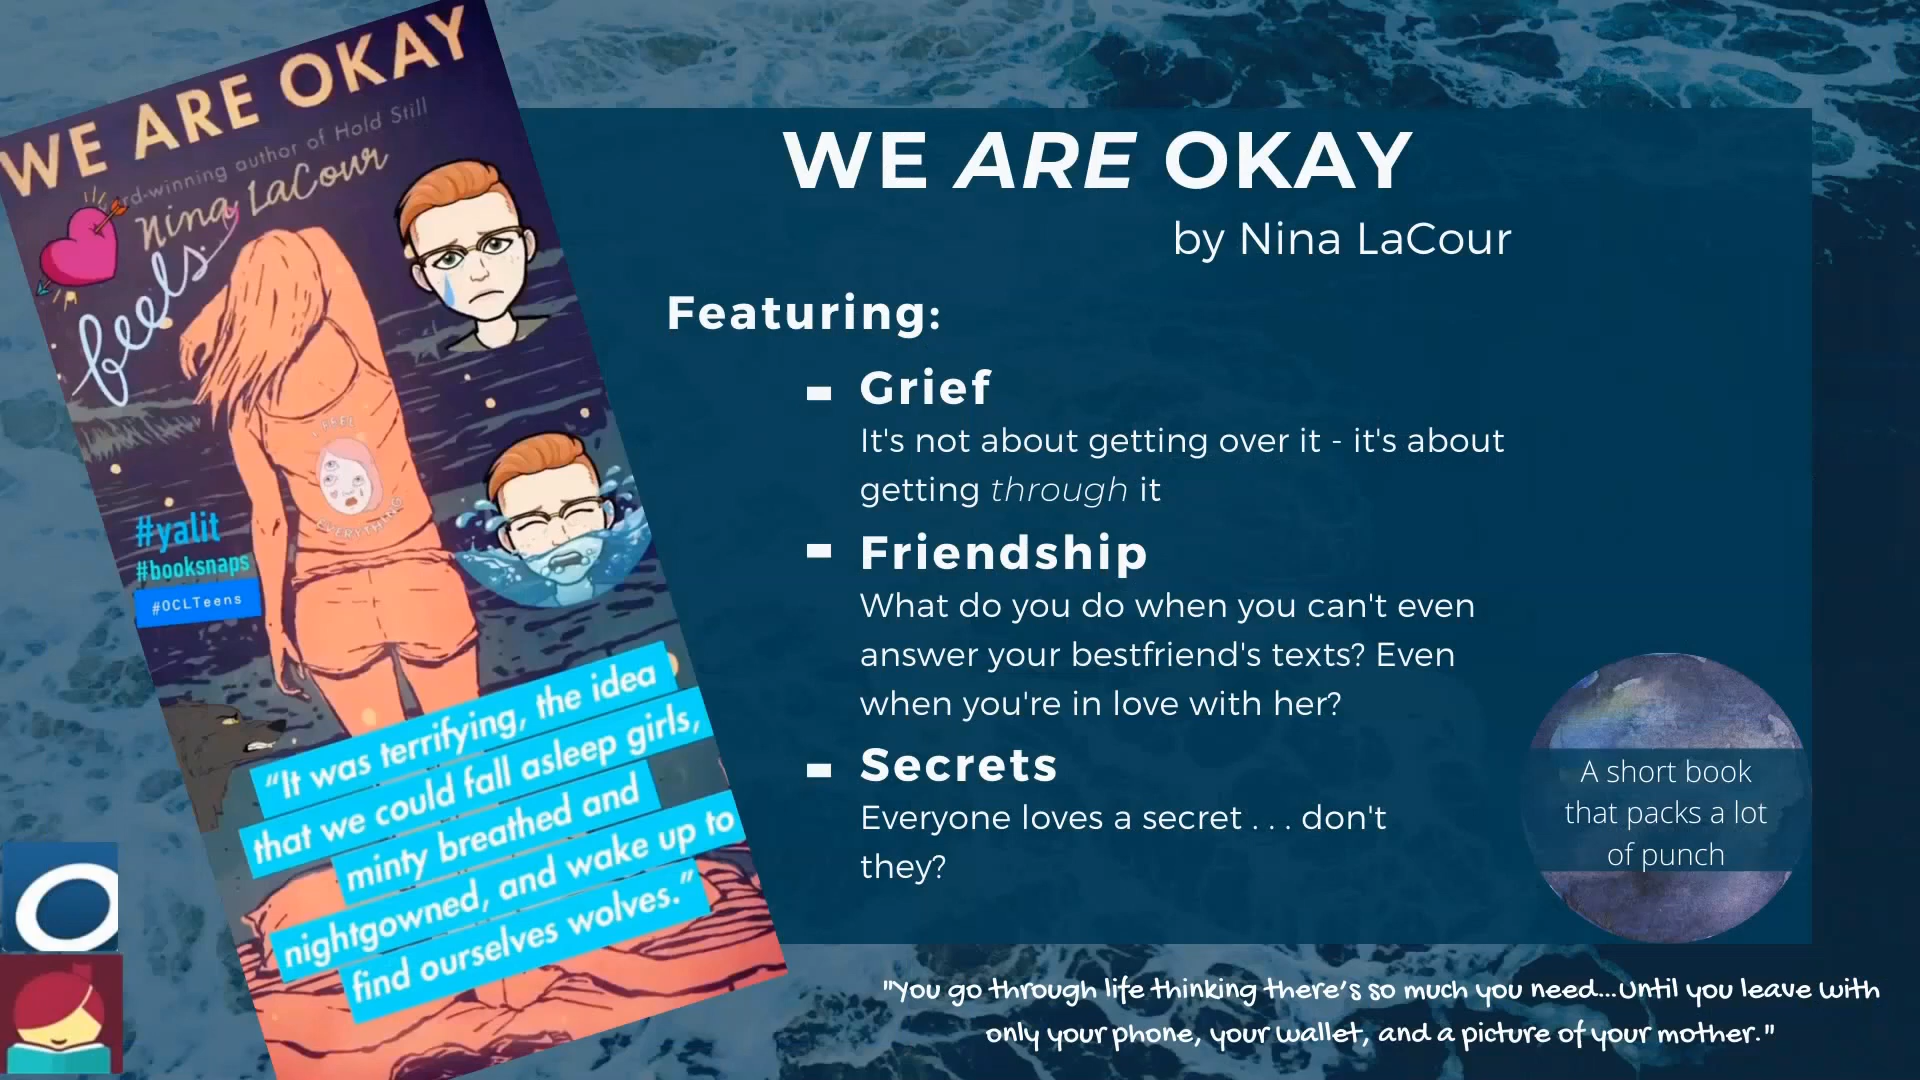 WE ARE OKAY
rd-winning author of Hold Still
Nina LaCour
feels
I FEEL
EVERYTHING
#yalit
#booksnaps
#OCLTeens
“It was terrifying, the idea
that we could fall asleep girls,
minty breathed and
nightgowned, and wake up to
find ourselves wolves.”
WE ARE OKAY
by Nina LaCour
Featuring:
- Grief
It's not about getting over it - it's about
getting through it
- Friendship
What do you do when you can't even
answer your bestfriend's texts? Even
when you're in love with her?
- Secrets
Everyone loves a secret . . . don't
they?
A short book
that packs a lot
of punch
"You go through life thinking there's so much you need...Until you leave with
only your phone, your wallet, and a picture of your mother."